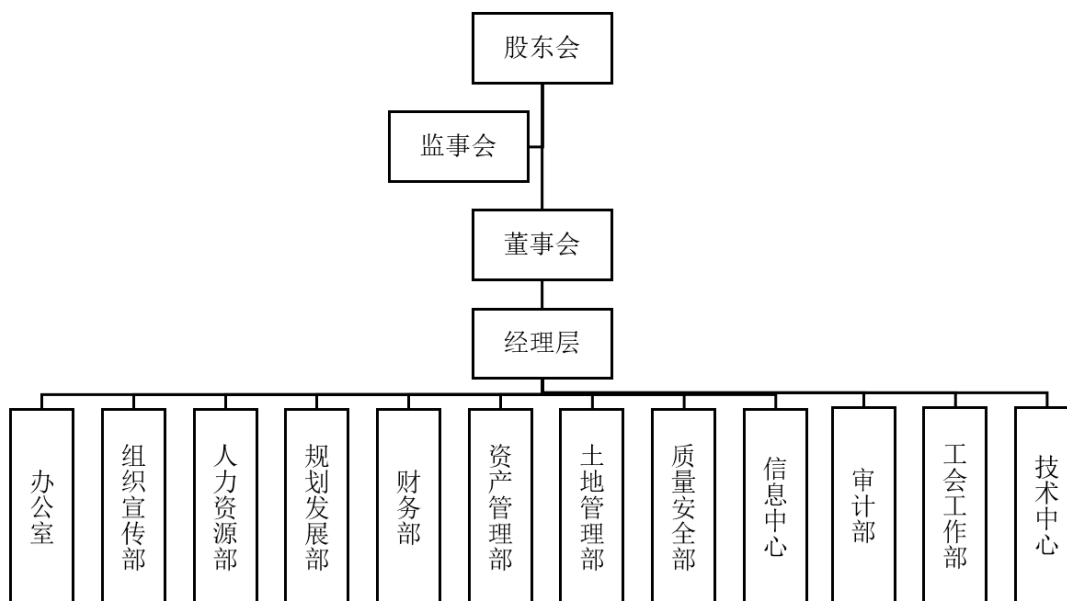 股东会
监事会
董事会
经理层
办公室
组织宣传部
人力资源部
规划发展部
财务部
资产管理部
土地管理部
质量安全部
信息中心
审计部
工会工作部
技术中心